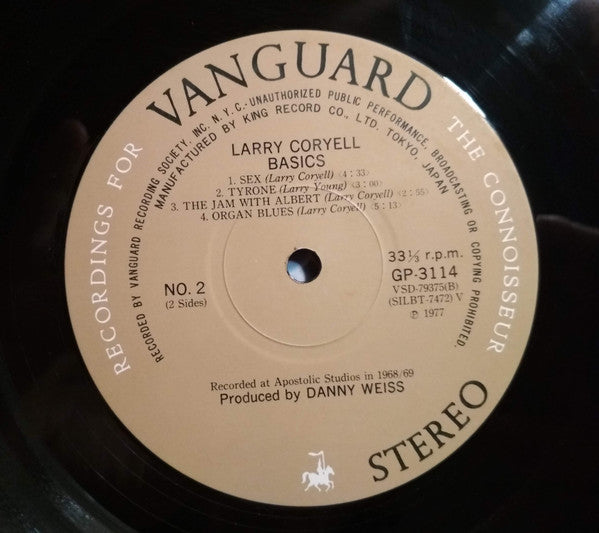 RECORDINGS FOR THE CONNOISSEUR
VANGUARD
RECORDED BY VANGUARD RECORDING SOCIETY, INC. N.Y.C.-UNAUTHORIZED PUBLIC PERFORMANCE, BROADCASTING OR COPYING PROHIBITED.
MANUFACTURED BY KING RECORD CO., LTD. TOKYO, JAPAN
LARRY CORYELL
BASICS
1. SEX (Larry Coryell) (4:33)
2. TYRONE (Larry Young) (3:00)
3. THE JAM WITH ALBERT (Larry Coryell) (2:55)
4. ORGAN BLUES (Larry Coryell) (5:13)
NO. 2
(2 Sides)
33⅓ r.p.m.
GP-3114
VSD-79375(B)
(SILBT-7472) V
Ⓟ 1977
Recorded at Apostolic Studios in 1968/69
Produced by DANNY WEISS
STEREO